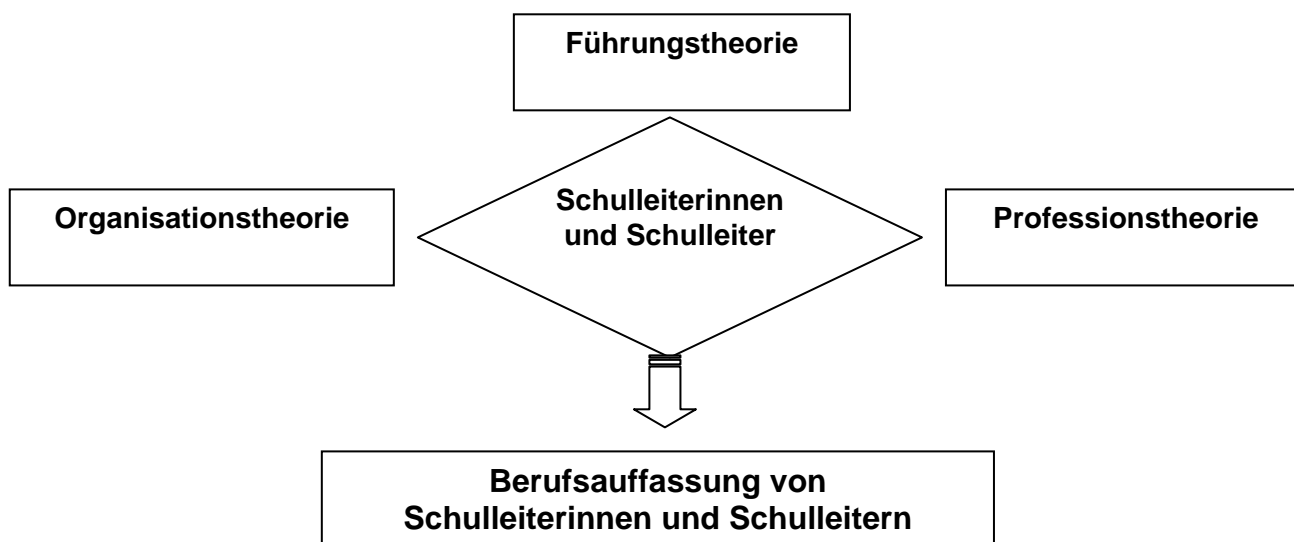 Führungstheorie
Organisationstheorie
Schulleiterinnen
und Schulleiter
Professionstheorie
Berufsauffassung von
Schulleiterinnen und Schulleitern